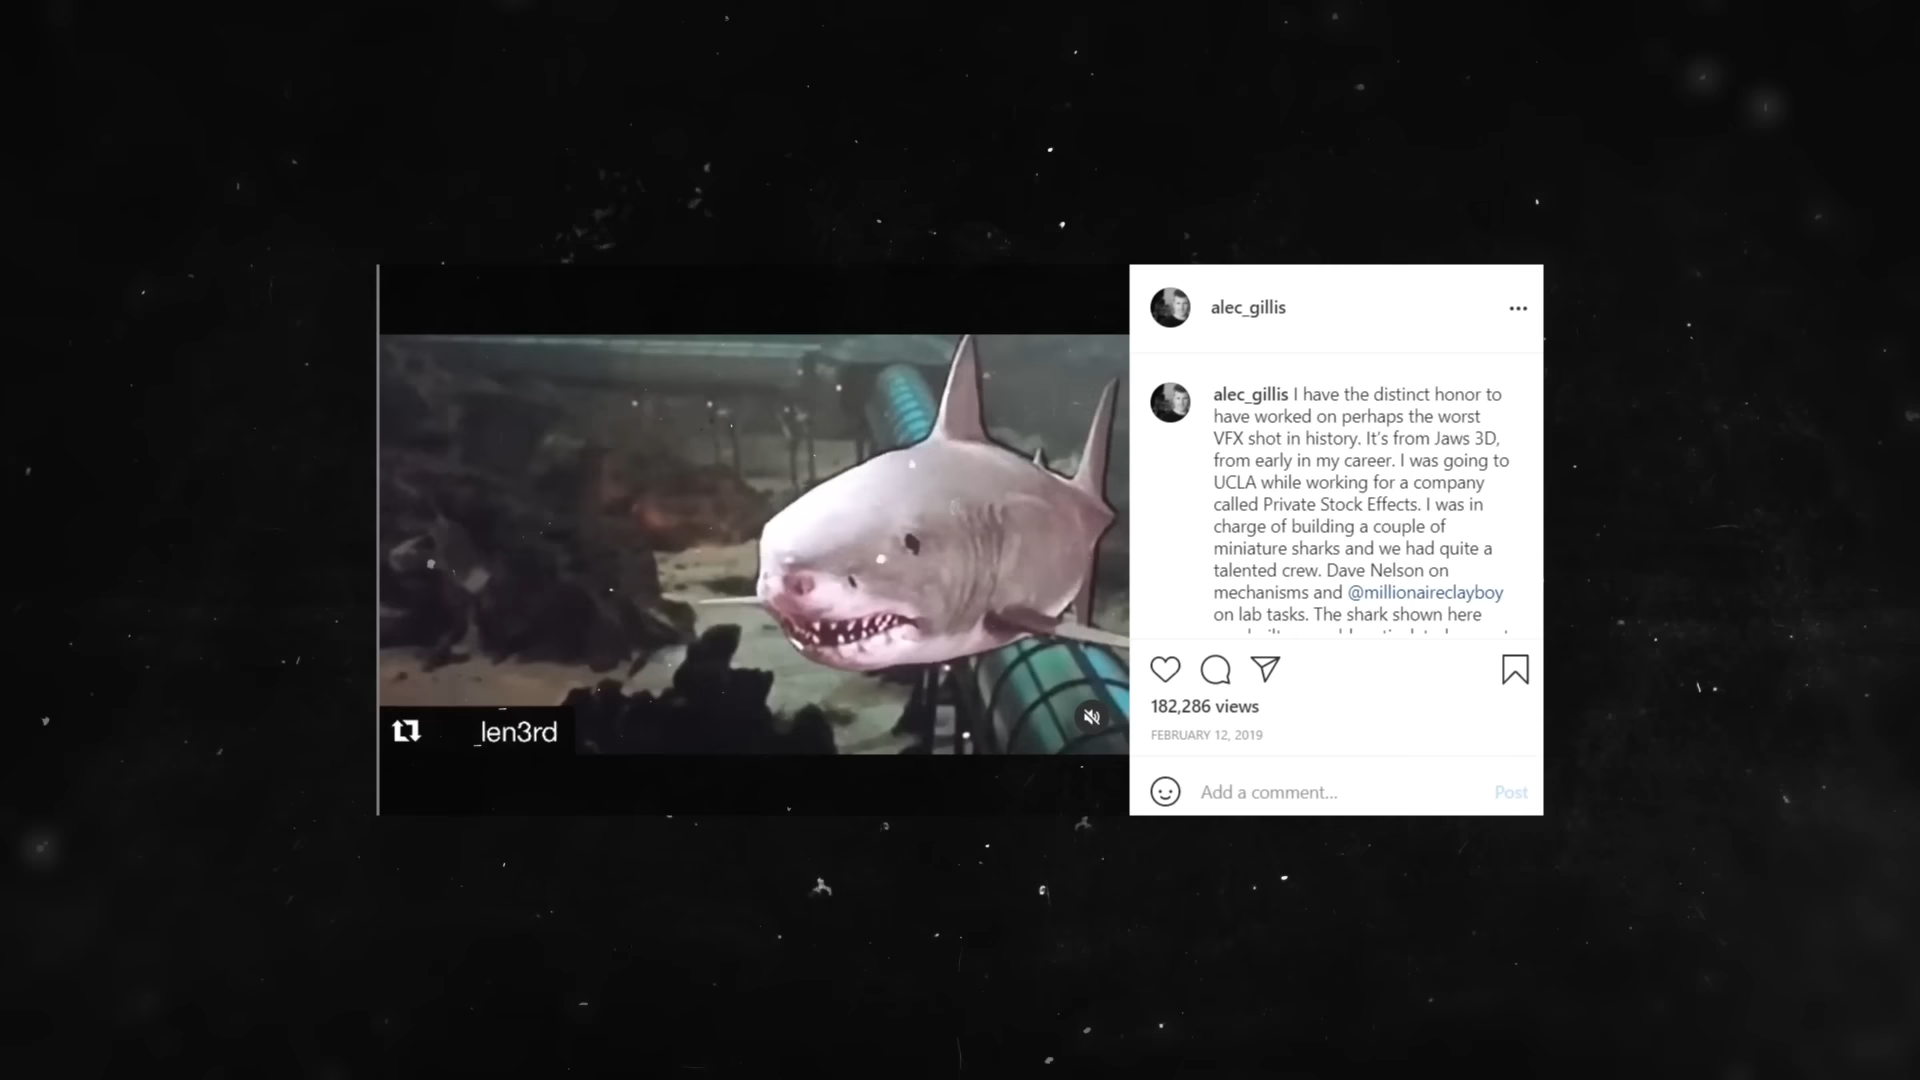 _len3rd
alec_gillis
alec_gillis I have the distinct honor to
have worked on perhaps the worst
VFX shot in history. It's from Jaws 3D,
from early in my career. I was going to
UCLA while working for a company
called Private Stock Effects. I was in
charge of building a couple of
miniature sharks and we had quite a
talented crew. Dave Nelson on
mechanisms and @millionaireclayboy
on lab tasks. The shark shown here
182,286 views
FEBRUARY 12, 2019
Add a comment...
Post